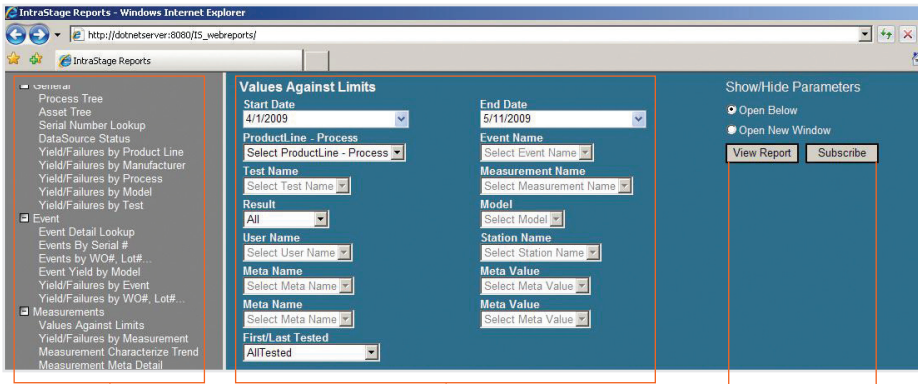 IntraStage Reports - Windows Internet Explorer
http://dotnetserver:8080/IS_webreports/
IntraStage Reports
General
Process Tree
Asset Tree
Serial Number Lookup
DataSource Status
Yield/Failures by Product Line
Yield/Failures by Manufacturer
Yield/Failures by Process
Yield/Failures by Model
Yield/Failures by Test
Event
Event Detail Lookup
Events By Serial #
Events by WO#, Lot#...
Event Yield by Model
Yield/Failures by Event
Yield/Failures by WO#, Lot#...
Measurements
Values Against Limits
Yield/Failures by Measurement
Measurement Characterize Trend
Measurement Meta Detail
Values Against Limits
Start Date
End Date
4/1/2009
5/11/2009
ProductLine - Process
Event Name
Select ProductLine - Process
Select Event Name
Test Name
Measurement Name
Select Test Name
Select Measurement Name
Result
Model
All
Select Model
User Name
Station Name
Select User Name
Select Station Name
Meta Name
Meta Value
Select Meta Name
Select Meta Value
Meta Name
Meta Value
Select Meta Name
Select Meta Value
First/Last Tested
AllTested
Show/Hide Parameters
Open Below
Open New Window
View Report
Subscribe